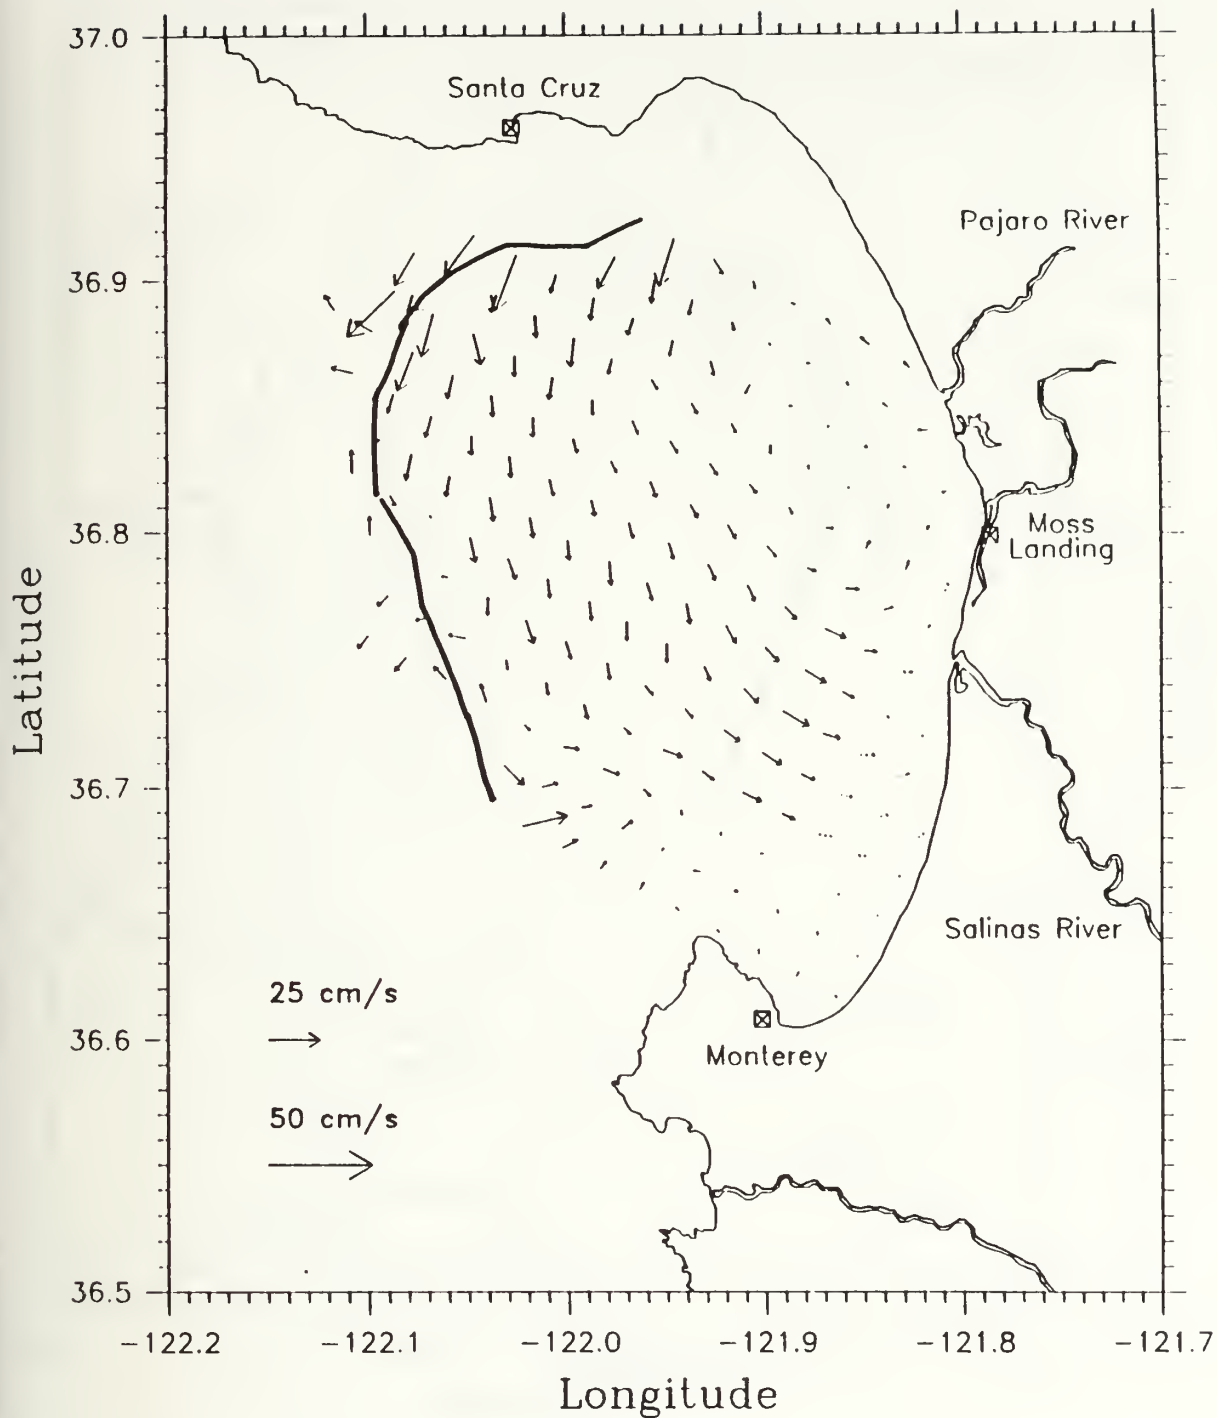 37.0
Santa Cruz
Pajaro River
36.9
Moss
Landing
36.8
Latitude
36.7
Salinas River
25 cm/s
36.6
Monterey
50 cm/s
36.5
-122.2 -122.1 -122.0 -121.9 -121.8 -121.7
Longitude